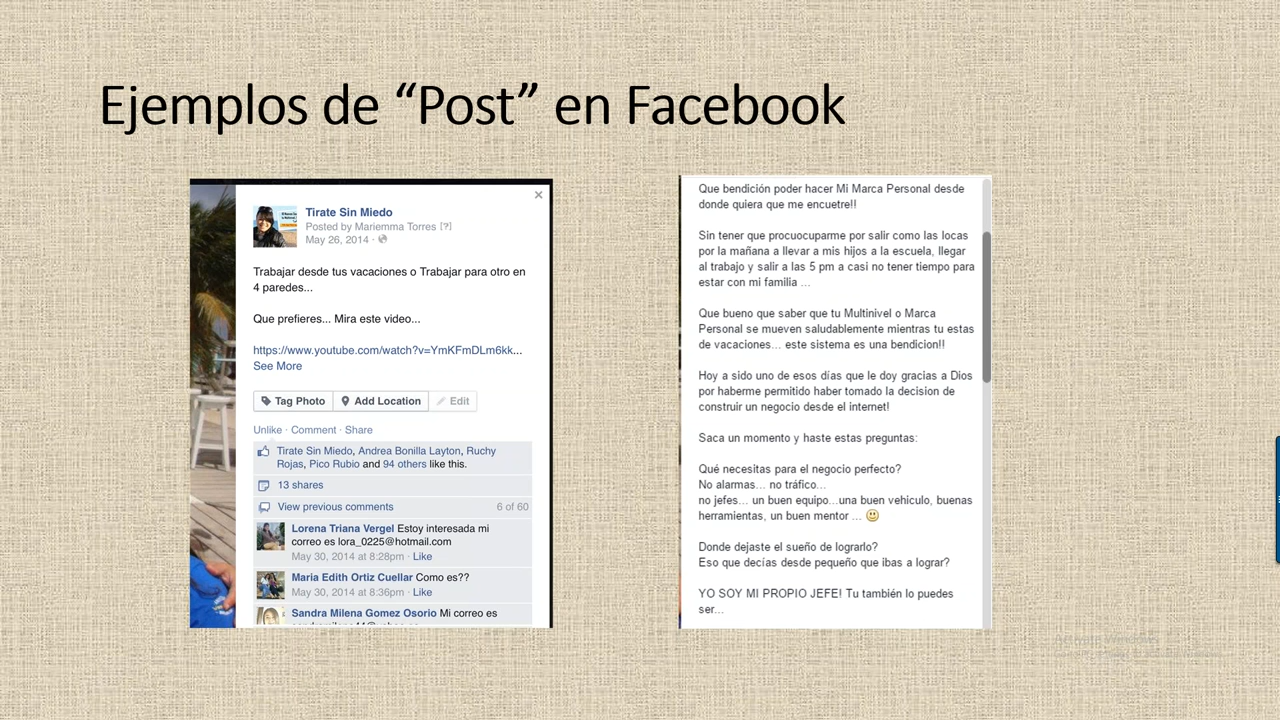 Ejemplos de “Post” en Facebook
Tirate Sin Miedo
Posted by Mariemma Torres [?]
May 26, 2014 ·
Trabajar desde tus vacaciones o Trabajar para otro en
4 paredes...
Que prefieres... Mira este video...
https://www.youtube.com/watch?v=YmKFmDLm6kk...
See More
Tag Photo Add Location Edit
Unlike · Comment · Share
Tirate Sin Miedo, Andrea Bonilla Layton, Ruchy
Rojas, Pico Rubio and 94 others like this.
13 shares
View previous comments 6 of 60
Lorena Triana Vergel Estoy interesada mi
correo es lora_0225@hotmail.com
May 30, 2014 at 8:28pm · Like
Maria Edith Ortiz Cuellar Como es??
May 30, 2014 at 8:36pm · Like
Sandra Milena Gomez Osorio Mi correo es
Que bendición poder hacer Mi Marca Personal desde
donde quiera que me encuetre!!
Sin tener que procuocuparme por salir como las locas
por la mañana a llevar a mis hijos a la escuela, llegar
al trabajo y salir a las 5 pm a casi no tener tiempo para
estar con mi familia ...
Que bueno que saber que tu Multinivel o Marca
Personal se mueven saludablemente mientras tu estas
de vacaciones... este sistema es una bendicion!!
Hoy a sido uno de esos días que le doy gracias a Dios
por haberme permitido haber tomado la decision de
construir un negocio desde el internet!
Saca un momento y haste estas preguntas:
Qué necesitas para el negocio perfecto?
No alarmas... no tráfico...
no jefes... un buen equipo...una buen vehiculo, buenas
herramientas, un buen mentor ...
Donde dejaste el sueño de lograrlo?
Eso que decías desde pequeño que ibas a lograr?
YO SOY MI PROPIO JEFE! Tu también lo puedes
ser...